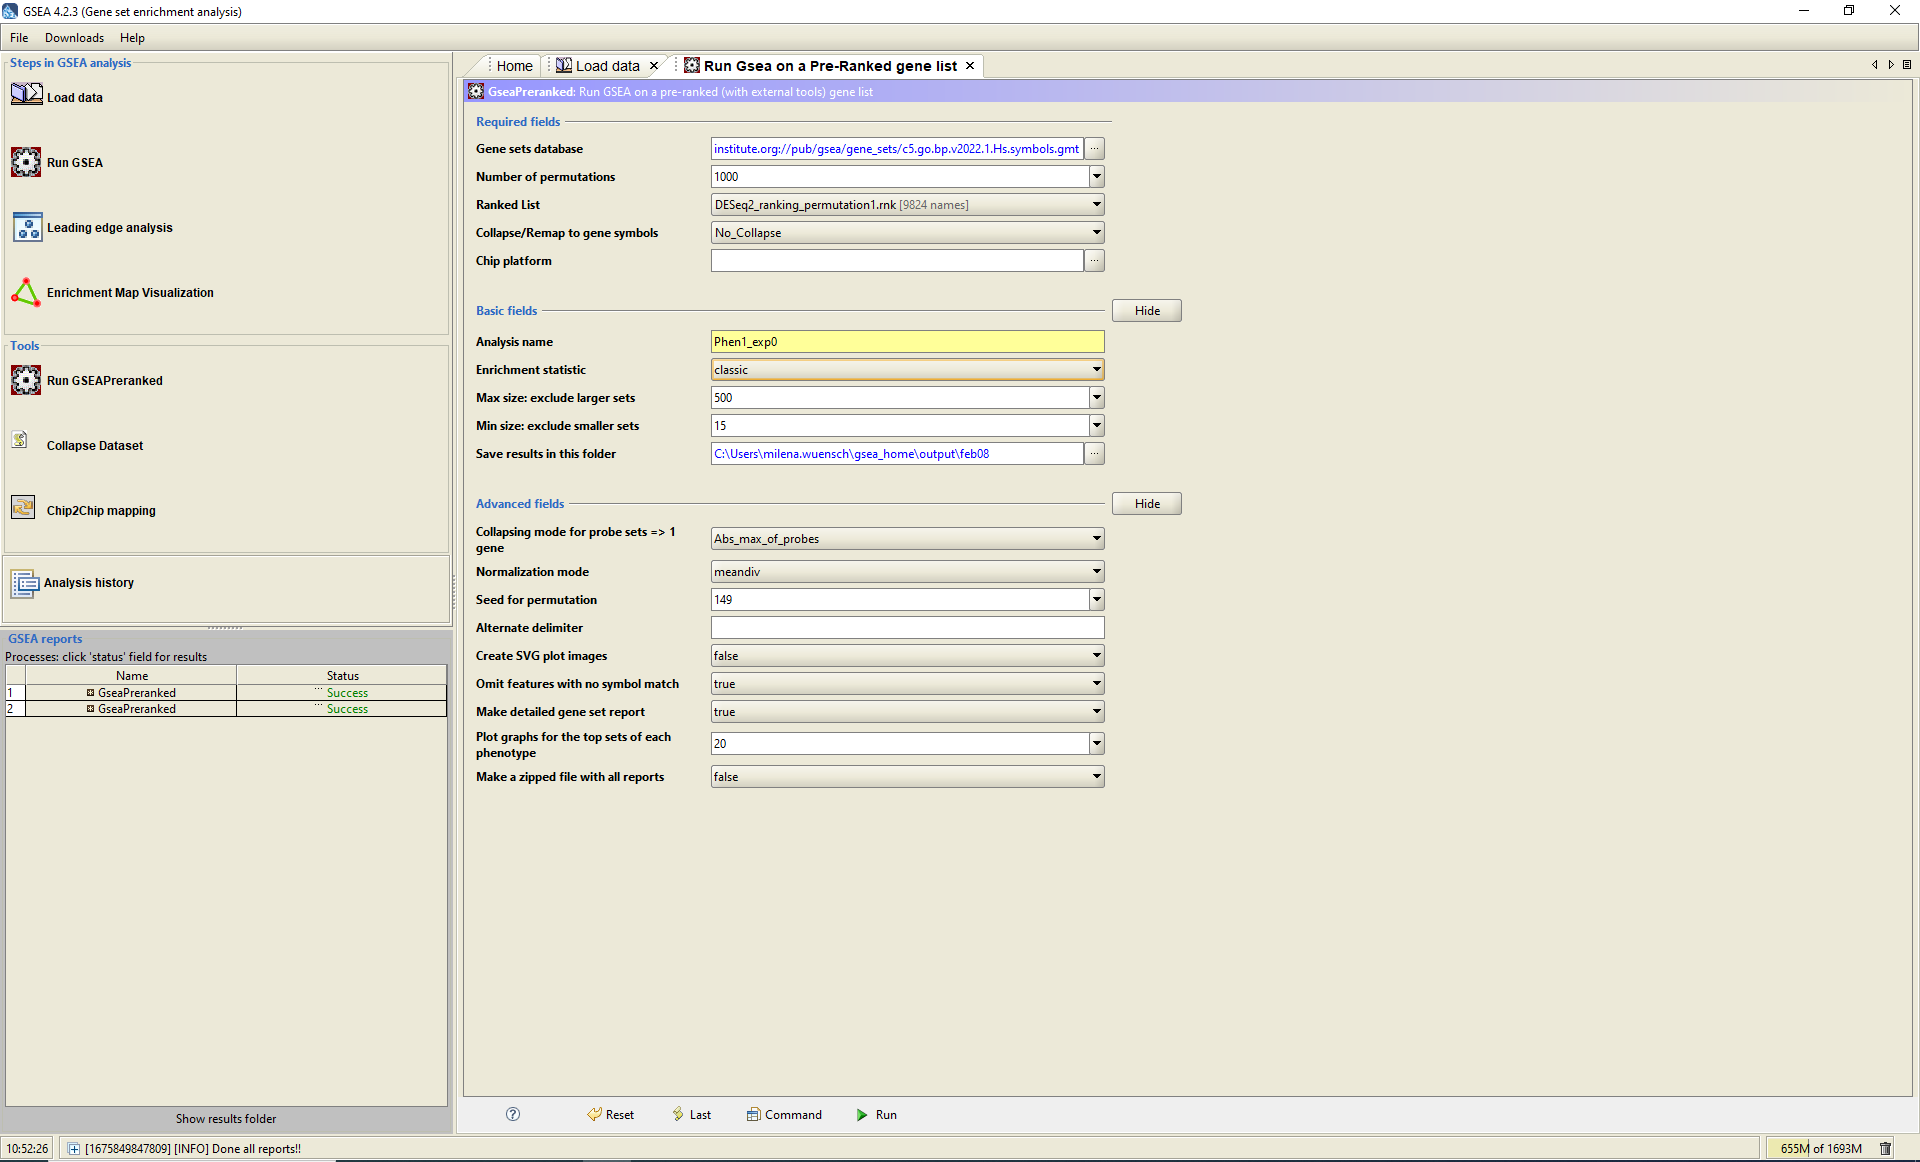 GSEA 4.2.3 (Gene set enrichment analysis)
File Downloads Help
Steps in GSEA analysis
Load data
Run GSEA
Leading edge analysis
Enrichment Map Visualization
Tools
Run GSEAPreranked
Collapse Dataset
Chip2Chip mapping
Analysis history
GSEA reports
Processes: click 'status' field for results
Name Status
1 GseaPreranked ... Success
2 GseaPreranked ... Success
Show results folder
Home Load data Run Gsea on a Pre-Ranked gene list
GseaPreranked: Run GSEA on a pre-ranked (with external tools) gene list
Required fields
Gene sets database institute.org://pub/gsea/gene_sets/c5.go.bp.v2022.1.Hs.symbols.gmt ...
Number of permutations 1000
Ranked List DESeq2_ranking_permutation1.rnk [9824 names]
Collapse/Remap to gene symbols No_Collapse
Chip platform ...
Basic fields Hide
Analysis name Phen1_exp0
Enrichment statistic classic
Max size: exclude larger sets 500
Min size: exclude smaller sets 15
Save results in this folder C:\Users\milena.wuensch\gsea_home\output\feb08 ...
Advanced fields Hide
Collapsing mode for probe sets => 1
gene Abs_max_of_probes
Normalization mode meandiv
Seed for permutation 149
Alternate delimiter
Create SVG plot images false
Omit features with no symbol match true
Make detailed gene set report true
Plot graphs for the top sets of each
phenotype 20
Make a zipped file with all reports false
? Reset Last Command Run
10:52:26 [1675849847809] [INFO] Done all reports!! 655M of 1693M